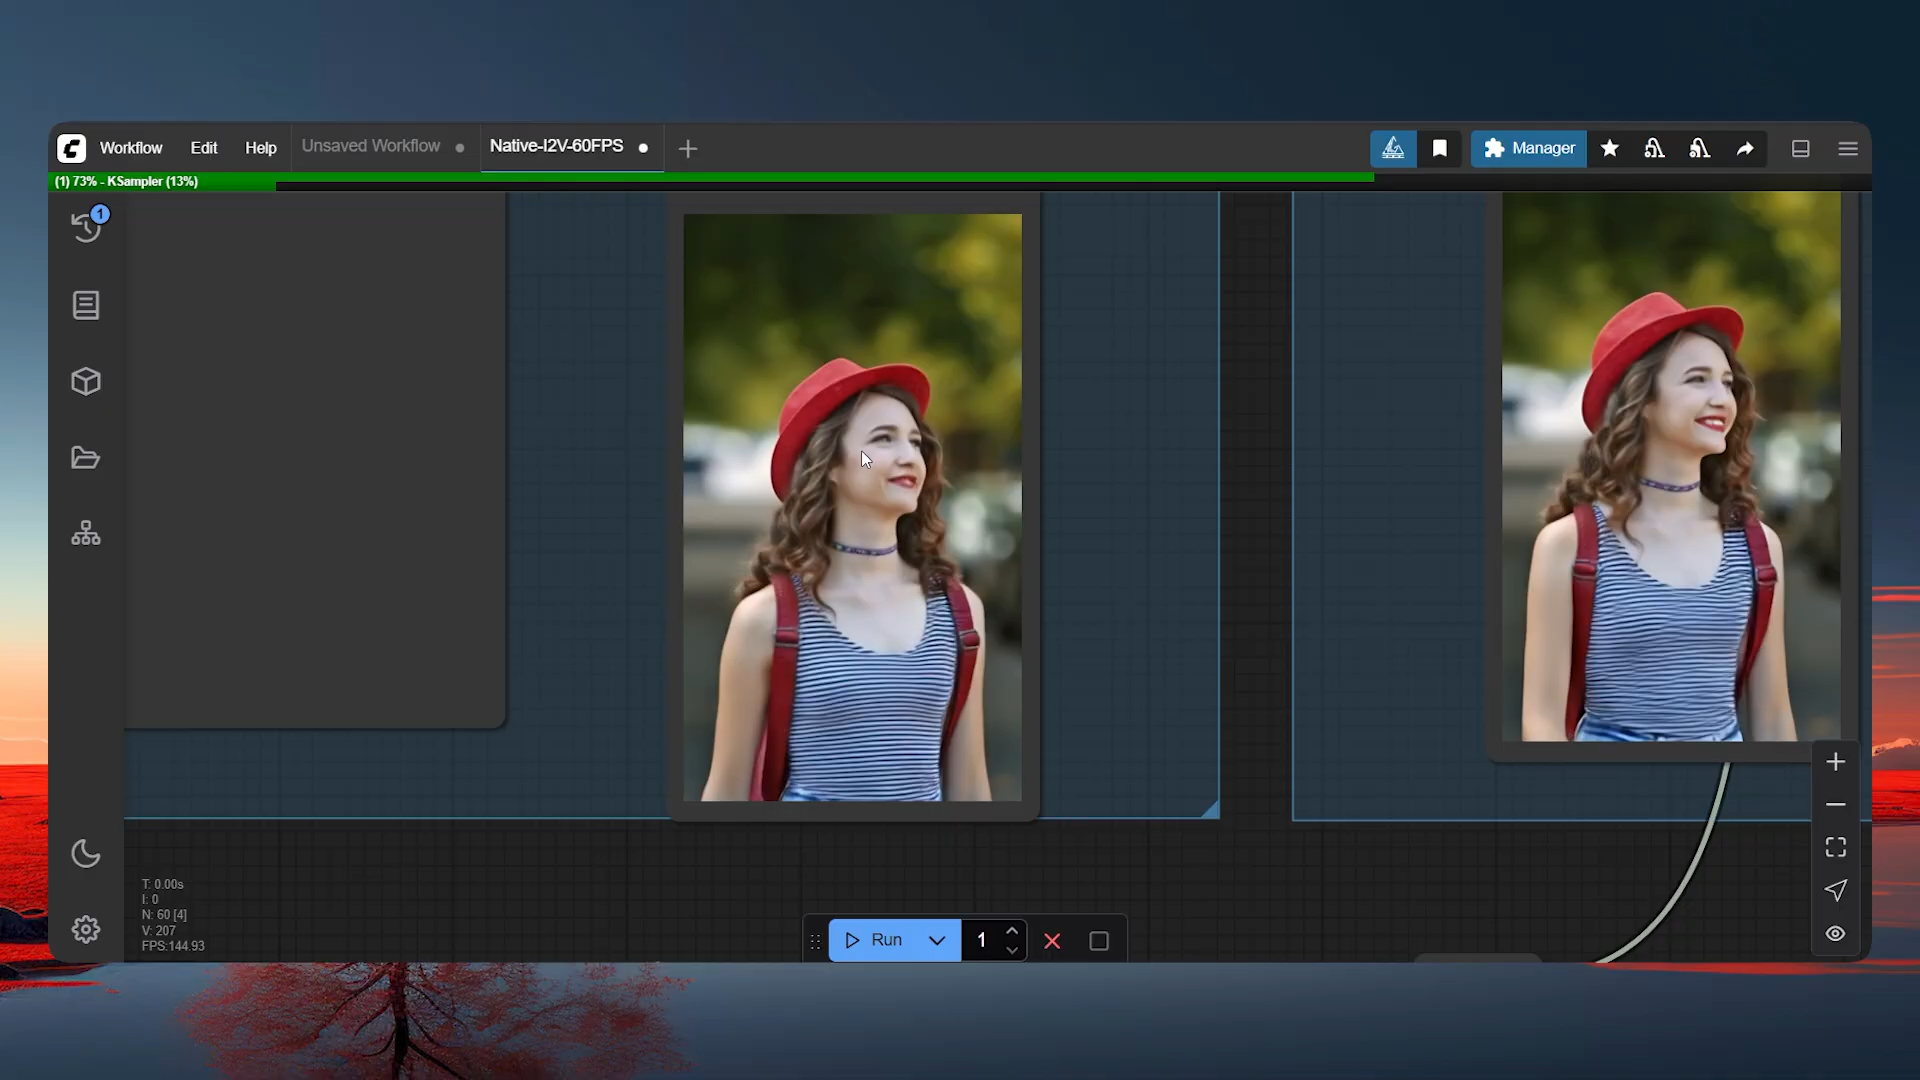 Workflow Edit Help Unsaved Workflow Native-I2V-60FPS Manager
(1) 73% - KSampler (13%)
1
T: 0.00s
I: 0
N: 60 [4]
V: 207
FPS:144.93
Run 1